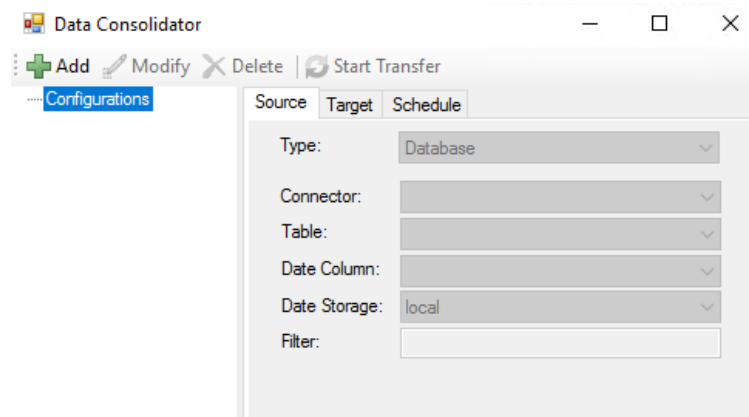 Data Consolidator
Add Modify Delete Start Transfer
Configurations
Source Target Schedule
Type: Database
Connector:
Table:
Date Column:
Date Storage: local
Filter: